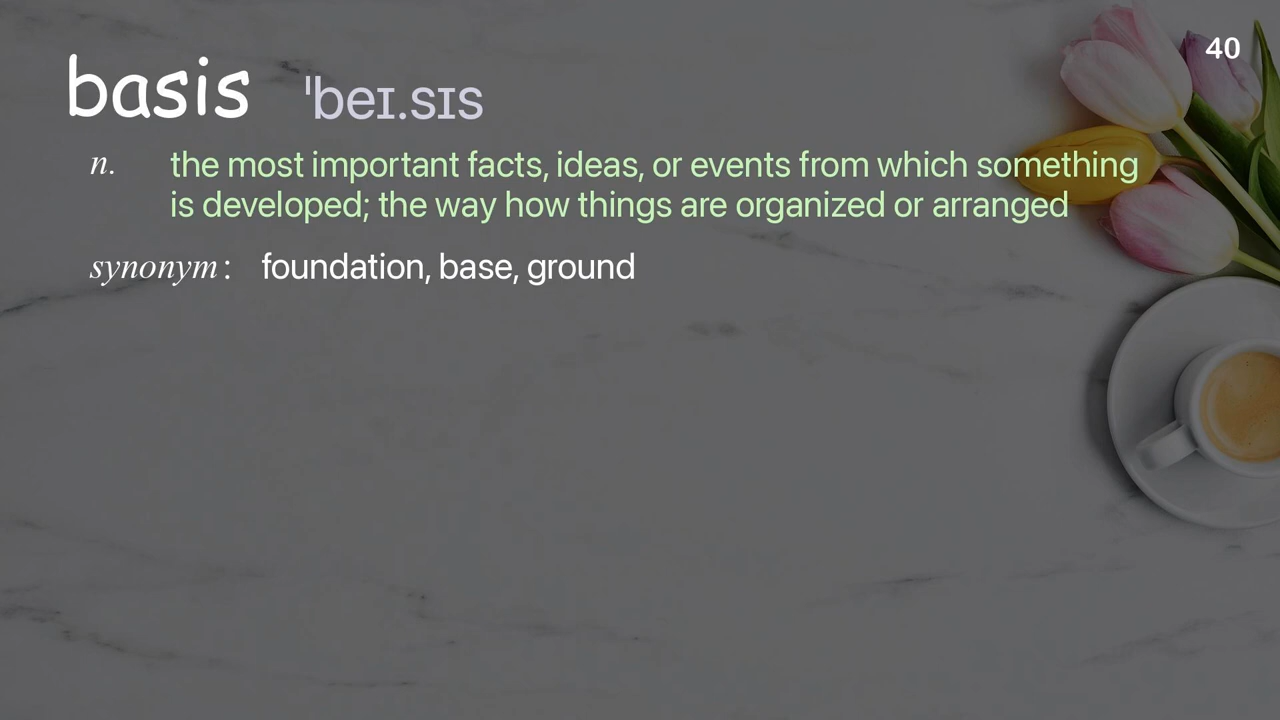 40
basis ˈbeɪ.sɪs
n. the most important facts, ideas, or events from which something
is developed; the way how things are organized or arranged
synonym : foundation, base, ground